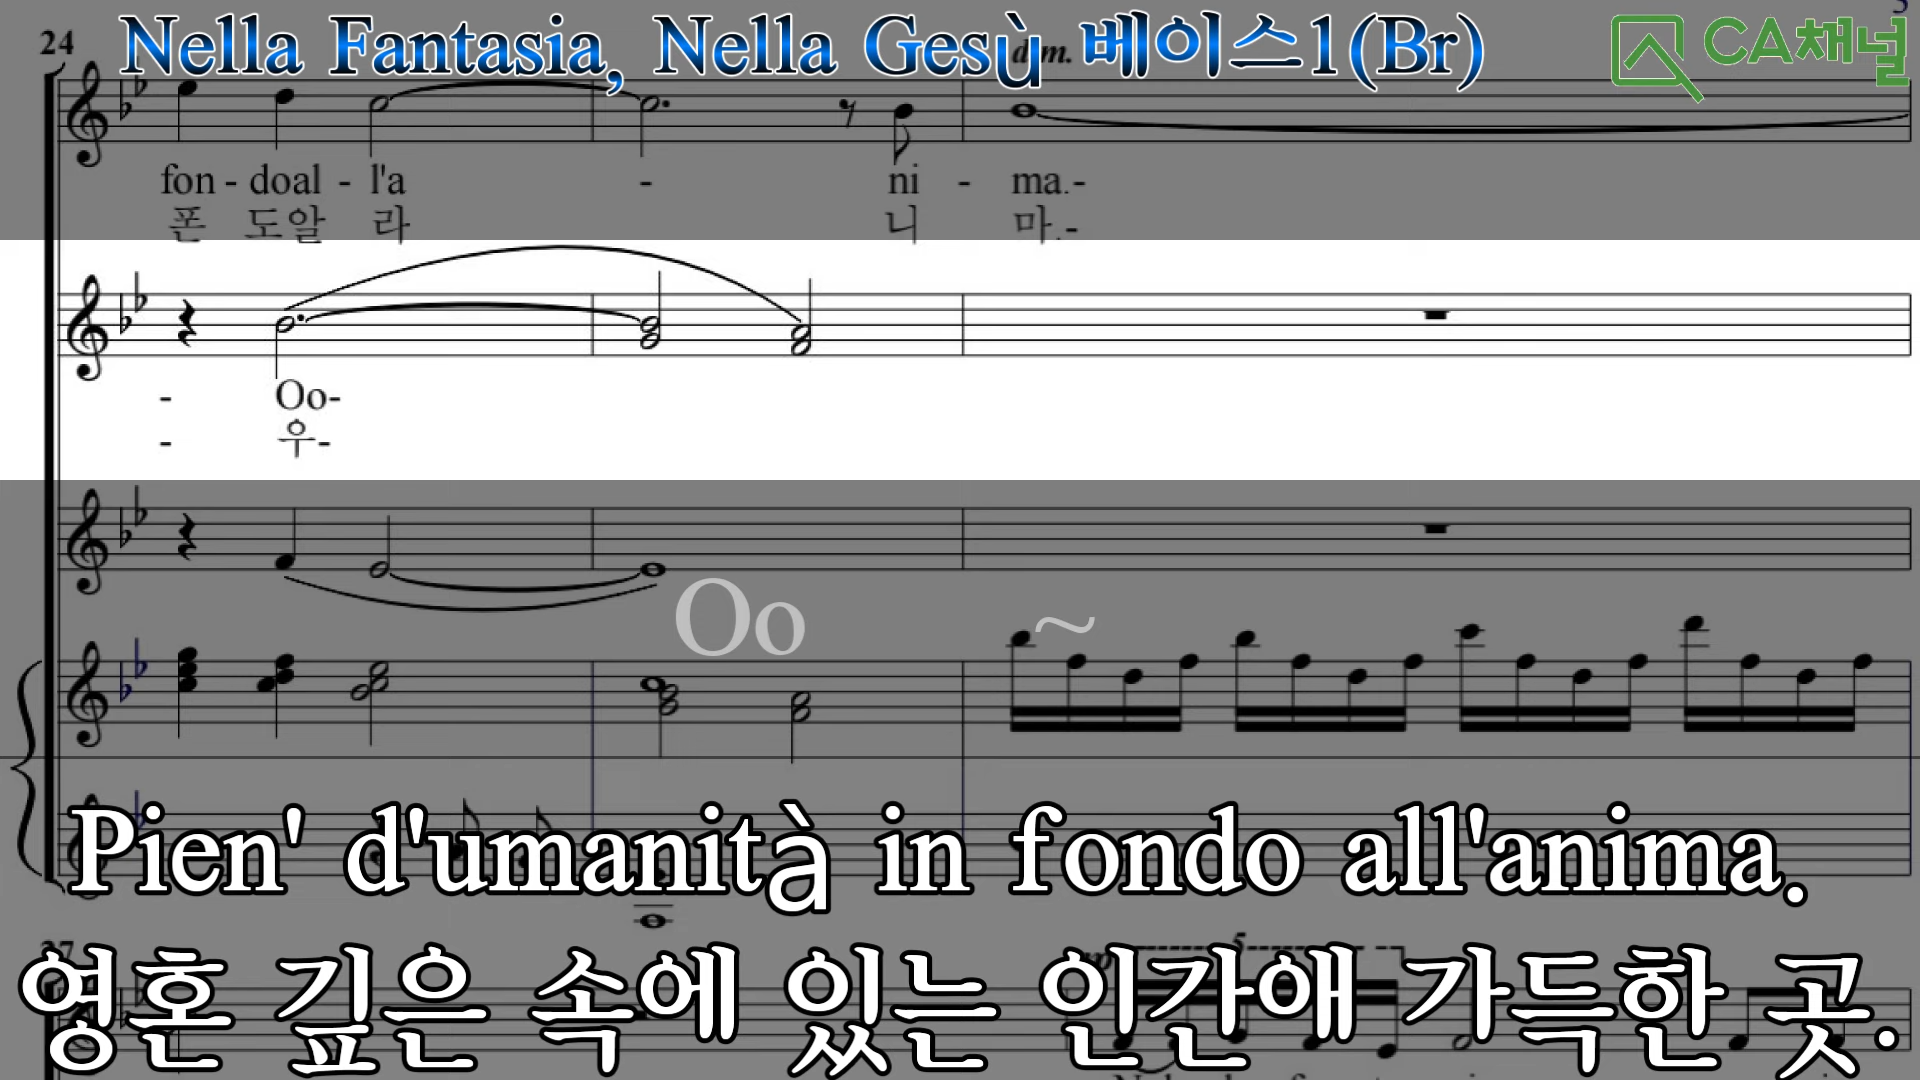 24 Nella Fantasia, Nella Gesù 베이스1(Br) CA채널
fon - doal - l'a - ni - ma.-
폰 도알 라 니 마.-
- Oo-
- 우-
Oo ~
Pien' d'umanità in fondo all'anima.
27
영혼 깊은 속에 있는 인간애 가득한 곳.